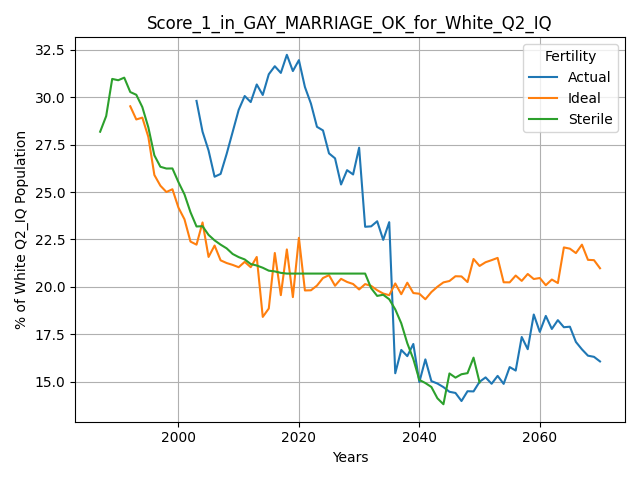 Score_1_in_GAY_MARRIAGE_OK_for_White_Q2_IQ
% of White Q2_IQ Population
32.5
30.0
27.5
25.0
22.5
20.0
17.5
15.0
Fertility
Actual
Ideal
Sterile
2000
2020
2040
2060
Years